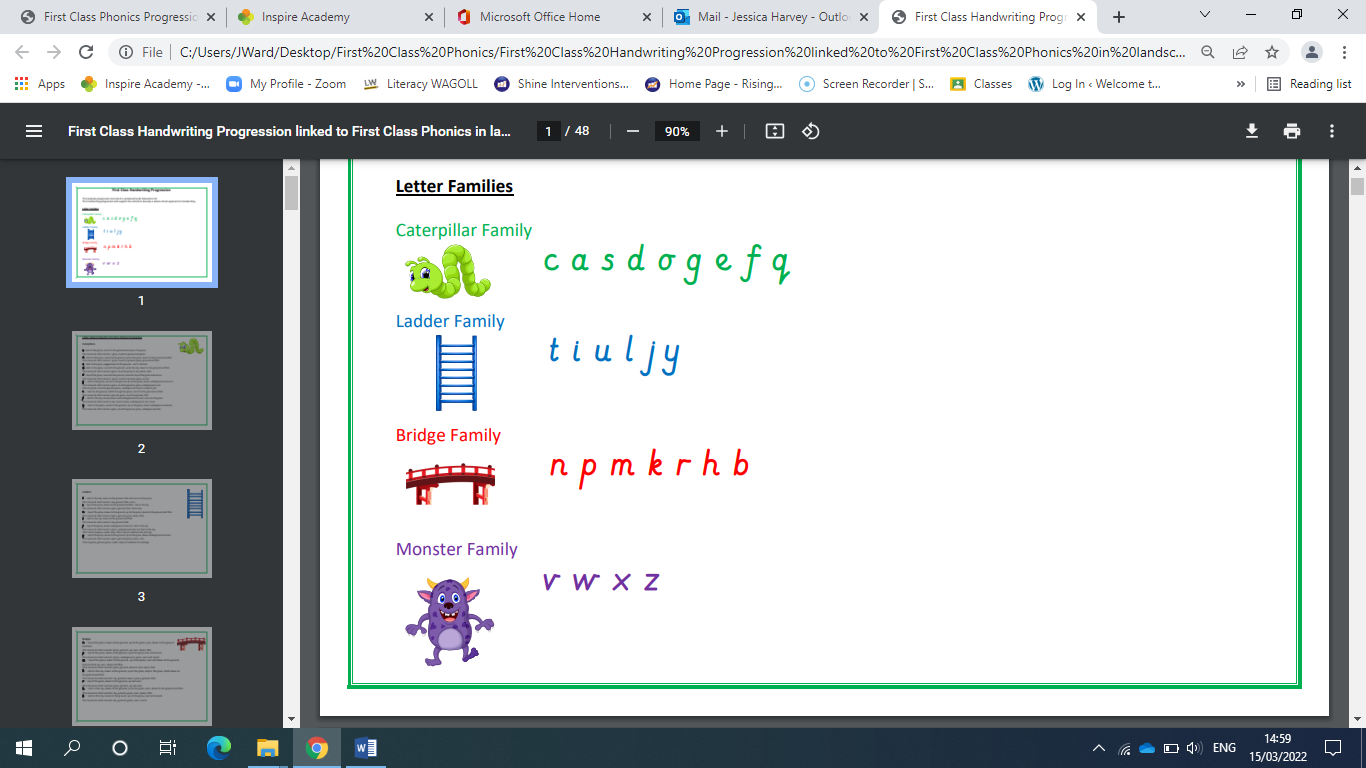 First Class Phonics Progressio
Inspire Academy
Microsoft Office Home
Mail - Jessica Harvey - Outlo
First Class Handwriting Progr
File
C:/Users/JWard/Desktop/First%20Class%20Phonics/First%20Class%20Handwriting%20Progression%20linked%20to%20First%20Class%20Phonics%20in%20landsc...
Apps
Inspire Academy -...
My Profile - Zoom
LW
Literacy WAGOLL
Shine Interventions...
Home Page - Rising...
Screen Recorder | S...
Classes
Log In ‹ Welcome t...
»
Reading list
First Class Handwriting Progression linked to First Class Phonics in la...
1 / 48
90%
1
2
3
Letter Families
Caterpillar Family
c a s d o g e f q
Ladder Family
t i u l j y
Bridge Family
n p m k r h b
Monster Family
v w x z
ENG
14:59
15/03/2022